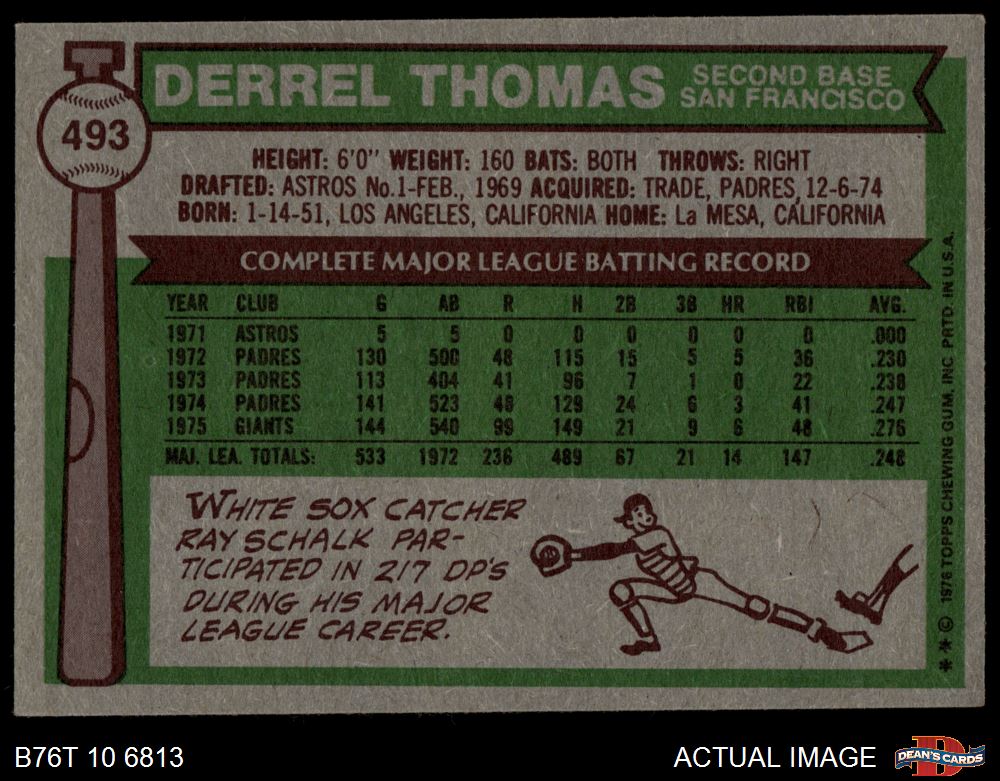 493
DERREL THOMAS SECOND BASE SAN FRANCISCO
HEIGHT: 6'0" WEIGHT: 160 BATS: BOTH THROWS: RIGHT
DRAFTED: ASTROS No.1-FEB., 1969 ACQUIRED: TRADE, PADRES, 12-6-74
BORN: 1-14-51, LOS ANGELES, CALIFORNIA HOME: La MESA, CALIFORNIA
COMPLETE MAJOR LEAGUE BATTING RECORD
YEAR CLUB G AB R H 2B 3B HR RBI AVG.
1971 ASTROS 5 5 0 0 0 0 0 0 .000
1972 PADRES 130 500 48 115 15 5 5 36 .230
1973 PADRES 113 404 41 96 7 1 0 22 .238
1974 PADRES 141 523 48 129 24 6 3 41 .247
1975 GIANTS 144 540 99 149 21 9 6 48 .276
MAJ. LEA. TOTALS: 533 1972 236 489 67 21 14 147 .248
WHITE SOX CATCHER
RAY SCHALK PAR-
TICIPATED IN 217 DP'S
DURING HIS MAJOR
LEAGUE CAREER.
** © 1976 TOPPS CHEWING GUM, INC PRTD. IN U.S.A.
B76T 10 6813
ACTUAL IMAGE
D
DEAN'S CARDS